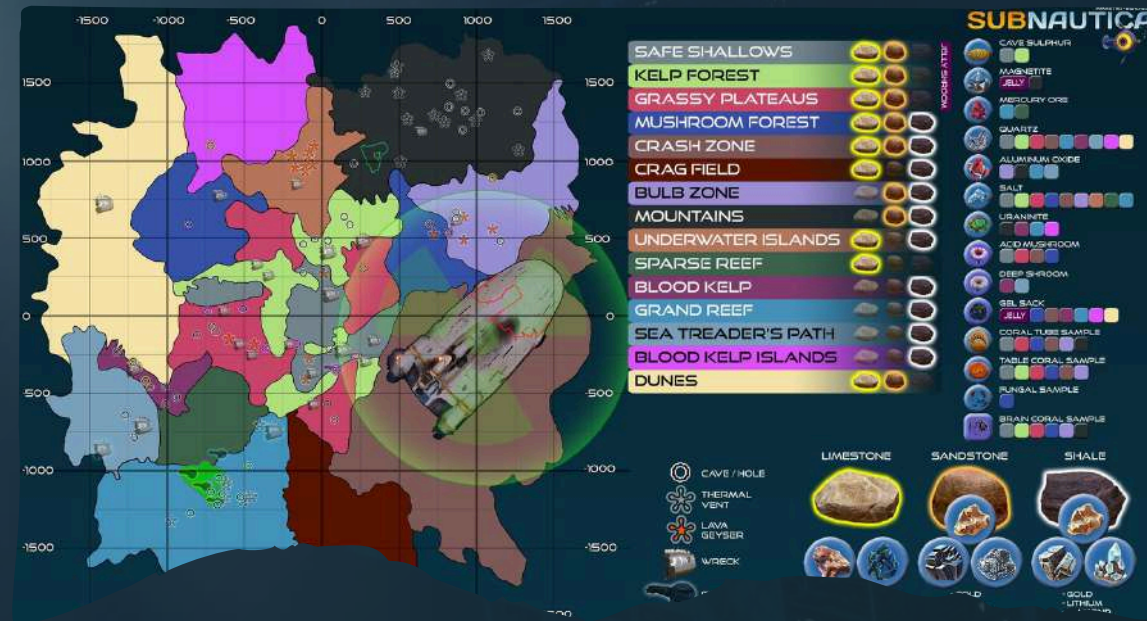 -1500 -1000 -500 0 500 1000 1500
1500
1000 1000
500 500
0 0
-500 -500
-1000 -1000
-1500 -1500
SAFE SHALLOWS
KELP FOREST
GRASSY PLATEAUS
MUSHROOM FOREST
CRASH ZONE
CRAG FIELD
BULB ZONE
MOUNTAINS
UNDERWATER ISLANDS
SPARSE REEF
BLOOD KELP
GRAND REEF
SEA TREADER'S PATH
BLOOD KELP ISLANDS
DUNES
JELLY SHROOM
CAVE / HOLE
THERMAL
VENT
LAVA
GEYSER
WRECK
SUBNAUTICA
CAVE SULPHUR
MAGNETITE
JELLY
MERCURY ORE
QUARTZ
ALUMINUM OXIDE
SALT
URANINITE
ACID MUSHROOM
DEEP SHROOM
GEL SACK
JELLY
CORAL TUBE SAMPLE
TABLE CORAL SAMPLE
FUNGAL SAMPLE
BRAIN CORAL SAMPLE
LIMESTONE SANDSTONE SHALE
- GOLD
- LITHIUM